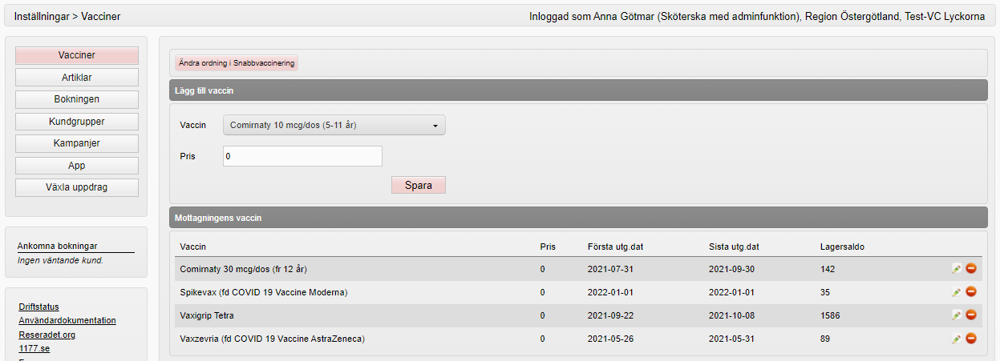 Inställningar > Vacciner
Inloggad som Anna Götmar (Sköterska med adminfunktion), Region Östergötland, Test-VC Lyckorna
Vacciner
Artiklar
Bokningen
Kundgrupper
Kampanjer
App
Växla uppdrag
Ankomna bokningar
Ingen väntande kund.
Driftstatus
Användardokumentation
Reseradet.org
1177.se
Ändra ordning i Snabbvaccinering
Lägg till vaccin
Vaccin Comirnaty 10 mcg/dos (5-11 år)
Pris 0
Spara
Mottagningens vaccin
Vaccin Pris Första utg.dat Sista utg.dat Lagersaldo
Comirnaty 30 mcg/dos (fr 12 år) 0 2021-07-31 2021-09-30 142
Spikevax (fd COVID 19 Vaccine Moderna) 0 2022-01-01 2022-01-01 35
Vaxigrip Tetra 0 2021-09-22 2021-10-08 1586
Vaxzevria (fd COVID 19 Vaccine AstraZeneca) 0 2021-05-26 2021-05-31 89